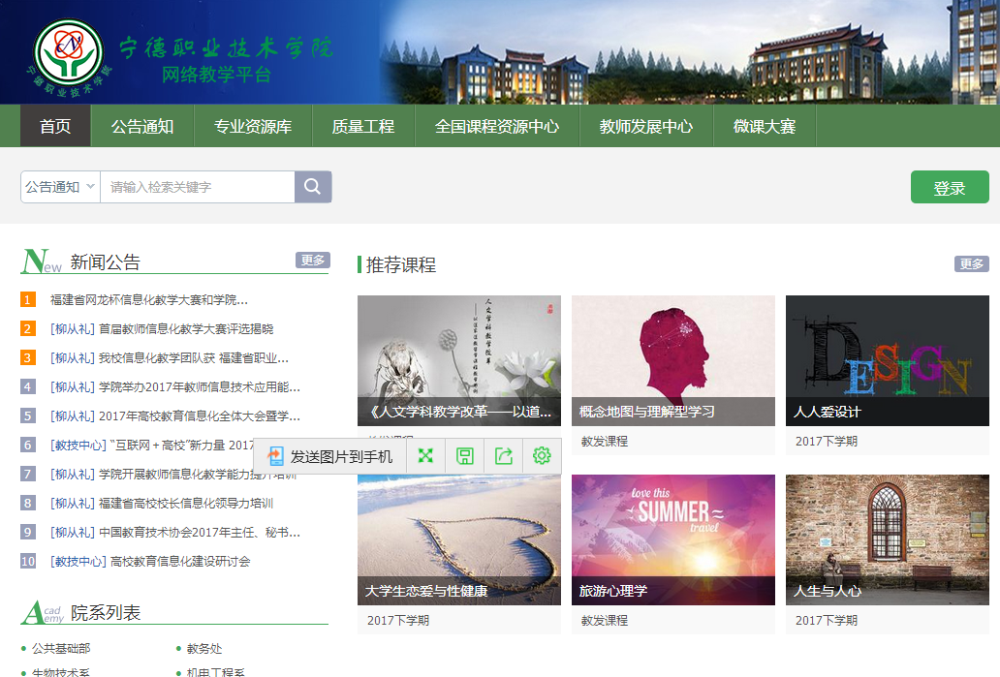 宁德职业技术学院
网络教学平台
宁德职业技术学院
首页 公告通知 专业资源库 质量工程 全国课程资源中心 教师发展中心 微课大赛
公告通知 请输入检索关键字 登录
New 新闻公告 更多
1 福建省网龙杯信息化教学大赛和学院...
2 [柳从礼] 首届教师信息化教学大赛评选揭晓
3 [柳从礼] 我校信息化教学团队获 福建省职业...
4 [柳从礼] 学院举办2017年教师信息技术应用能...
5 [柳从礼] 2017年高校教育信息化全体大会暨学...
6 [教技中心] “互联网＋高校”新力量 2017
7 [柳从礼] 学院开展教师信息化教学能力提升培训
8 [柳从礼] 福建省高校校长信息化领导力培训
9 [柳从礼] 中国教育技术协会2017年主任、秘书...
10 [教技中心] 高校教育信息化建设研讨会
Academy 院系列表
公共基础部 教务处
生物技术系 机电工程系
推荐课程 更多
人文学科教学改革
《人文学科教学改革——以道...
概念地图与理解型学习
教发课程
DESIGN
人人爱设计
2017下学期
发送图片到手机
大学生恋爱与性健康
2017下学期
love this
SUMMER
travel
旅游心理学
教发课程
人生与人心
2017下学期